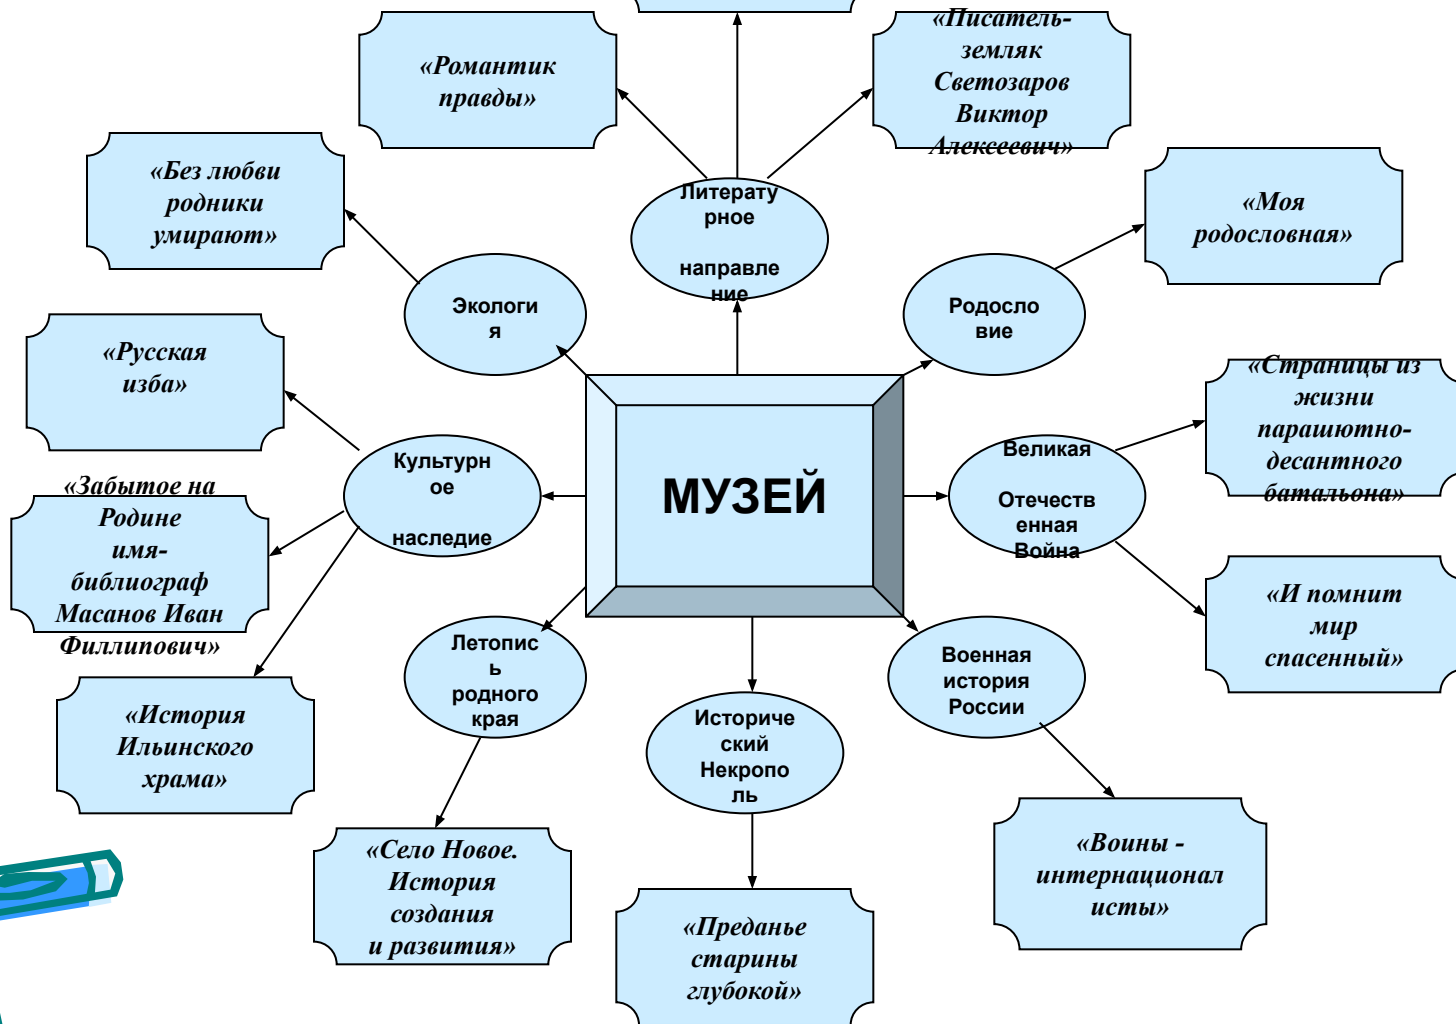 «Писатель-
земляк
Светозаров
Виктор
Алексеевич»
«Романтик
правды»
«Без любви
родники
умирают»
Литерату
рное
направле
ние
«Моя
родословная»
Экологи
я
Родосло
вие
«Русская
изба»
«Страницы из
жизни
парашютно-
десантного
батальона»
Культурн
ое
наследие
МУЗЕЙ
Великая
Отечеств
енная
Война
«Забытое на
Родине
имя-
библиограф
Масанов Иван
Филлипович»
«И помнит
мир
спасенный»
Летопис
ь
родного
края
Военная
история
России
«История
Ильинского
храма»
Историче
ский
Некропо
ль
«Село Новое.
История
создания
и развития»
«Воины -
интернационал
исты»
«Преданье
старины
глубокой»